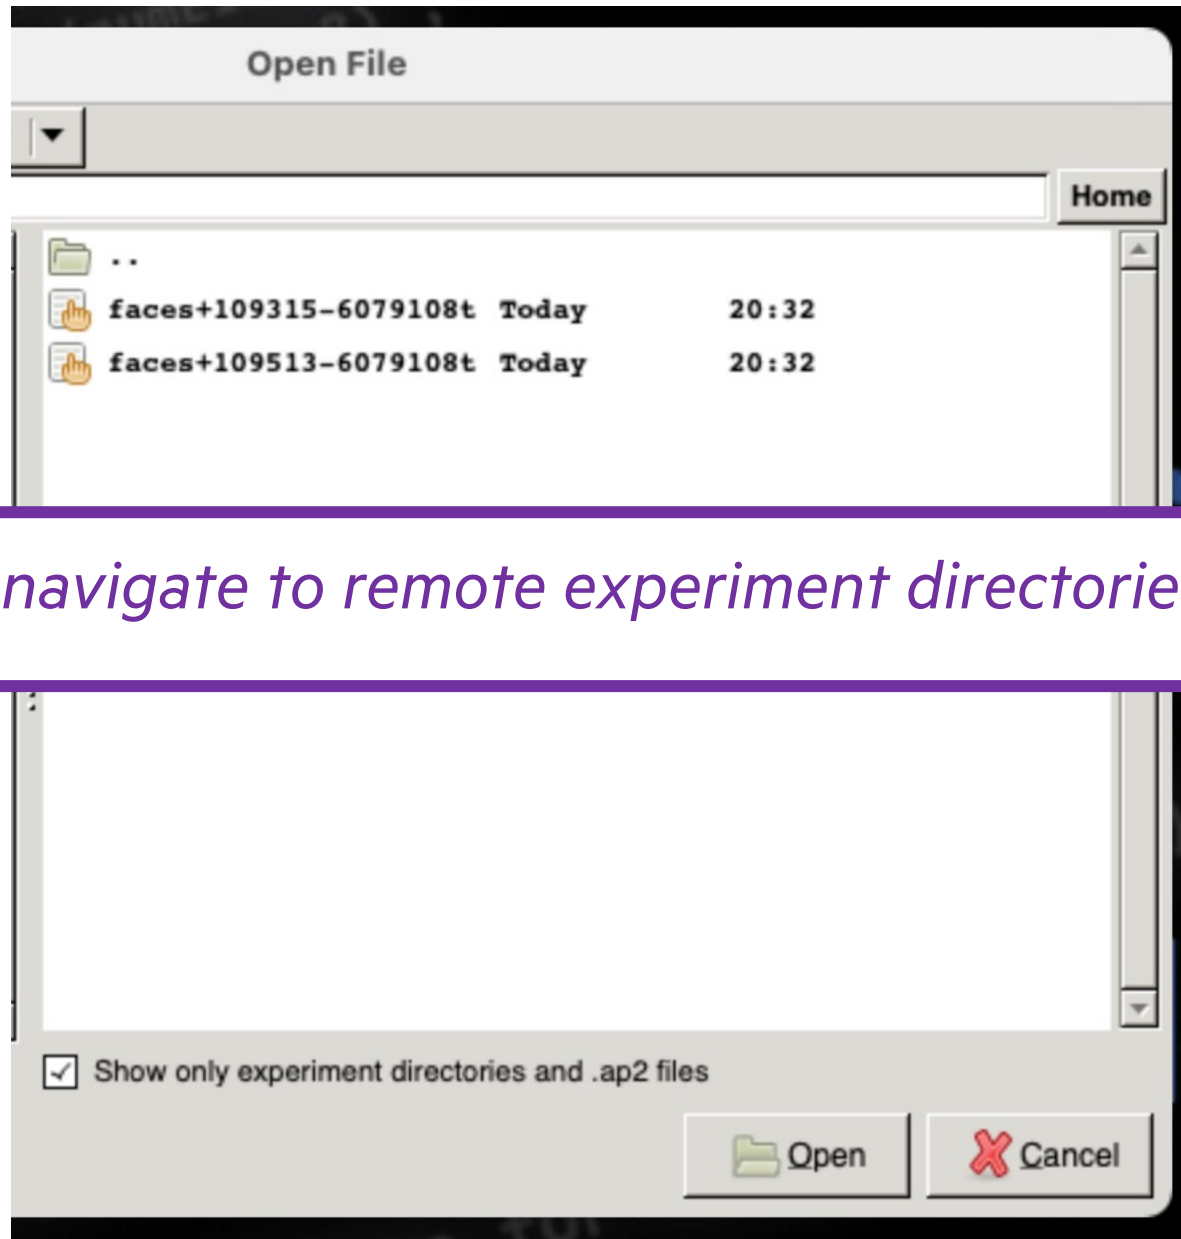 Open File
Home
..
faces+109315-6079108t Today 20:32
faces+109513-6079108t Today 20:32
navigate to remote experiment directorie
Show only experiment directories and .ap2 files
Open Cancel